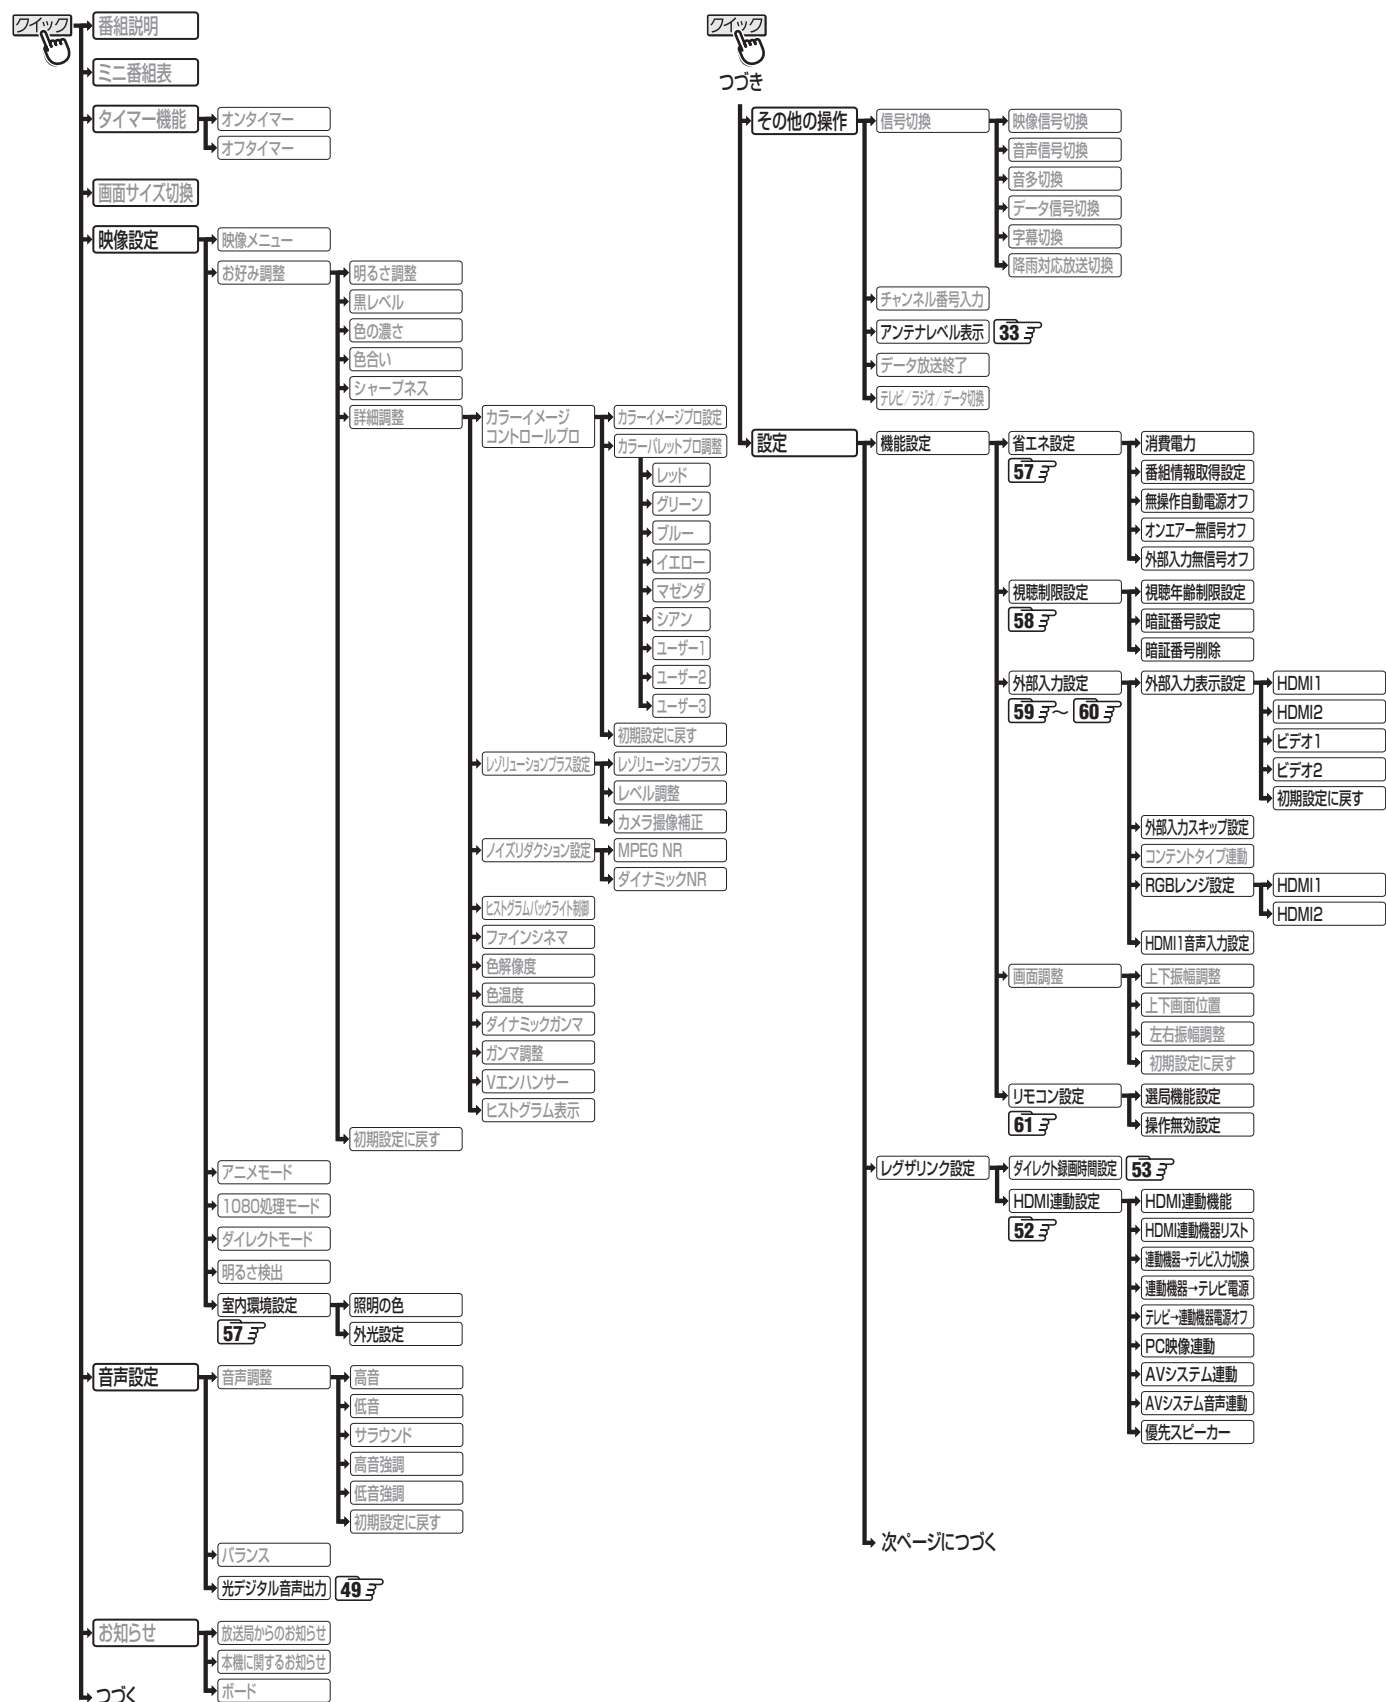 クイック
番組説明
ミニ番組表
タイマー機能
オンタイマー
オフタイマー
画面サイズ切換
映像設定
映像メニュー
お好み調整
明るさ調整
黒レベル
色の濃さ
色合い
シャープネス
詳細調整
カラーイメージ
コントロールプロ
カラーイメージプロ設定
カラーパレットプロ調整
レッド
グリーン
ブルー
イエロー
マゼンダ
シアン
ユーザー1
ユーザー2
ユーザー3
初期設定に戻す
レゾリューションプラス設定
レゾリューションプラス
レベル調整
カメラ撮像補正
ノイズリダクション設定
MPEG NR
ダイナミックNR
ヒストグラムバックライト制御
ファインシネマ
色解像度
色温度
ダイナミックガンマ
ガンマ調整
Vエンハンサー
ヒストグラム表示
初期設定に戻す
アニメモード
1080処理モード
ダイレクトモード
明るさ検出
室内環境設定
57
照明の色
外光設定
音声設定
音声調整
高音
低音
サラウンド
高音強調
低音強調
初期設定に戻す
バランス
光デジタル音声出力 49
お知らせ
放送局からのお知らせ
本機に関するお知らせ
ボード
つづく
クイック
つづき
その他の操作
信号切換
映像信号切換
音声信号切換
音多切換
データ信号切換
字幕切換
降雨対応放送切換
チャンネル番号入力
アンテナレベル表示 33
データ放送終了
テレビ/ラジオ/データ切換
設定
機能設定
省エネ設定
57
消費電力
番組情報取得設定
無操作自動電源オフ
オンエアー無信号オフ
外部入力無信号オフ
視聴制限設定
58
視聴年齢制限設定
暗証番号設定
暗証番号削除
外部入力設定
59 ~ 60
外部入力表示設定
HDMI1
HDMI2
ビデオ1
ビデオ2
初期設定に戻す
外部入力スキップ設定
コンテントタイプ連動
RGBレンジ設定
HDMI1
HDMI2
HDMI1音声入力設定
画面調整
上下振幅調整
上下画面位置
左右振幅調整
初期設定に戻す
リモコン設定
61
選局機能設定
操作無効設定
レグザリンク設定
ダイレクト録画時間設定 53
HDMI連動設定
52
HDMI連動機能
HDMI連動機器リスト
連動機器→テレビ入力切換
連動機器→テレビ電源
テレビ→連動機器電源オフ
PC映像連動
AVシステム連動
AVシステム音声連動
優先スピーカー
次ページにつづく